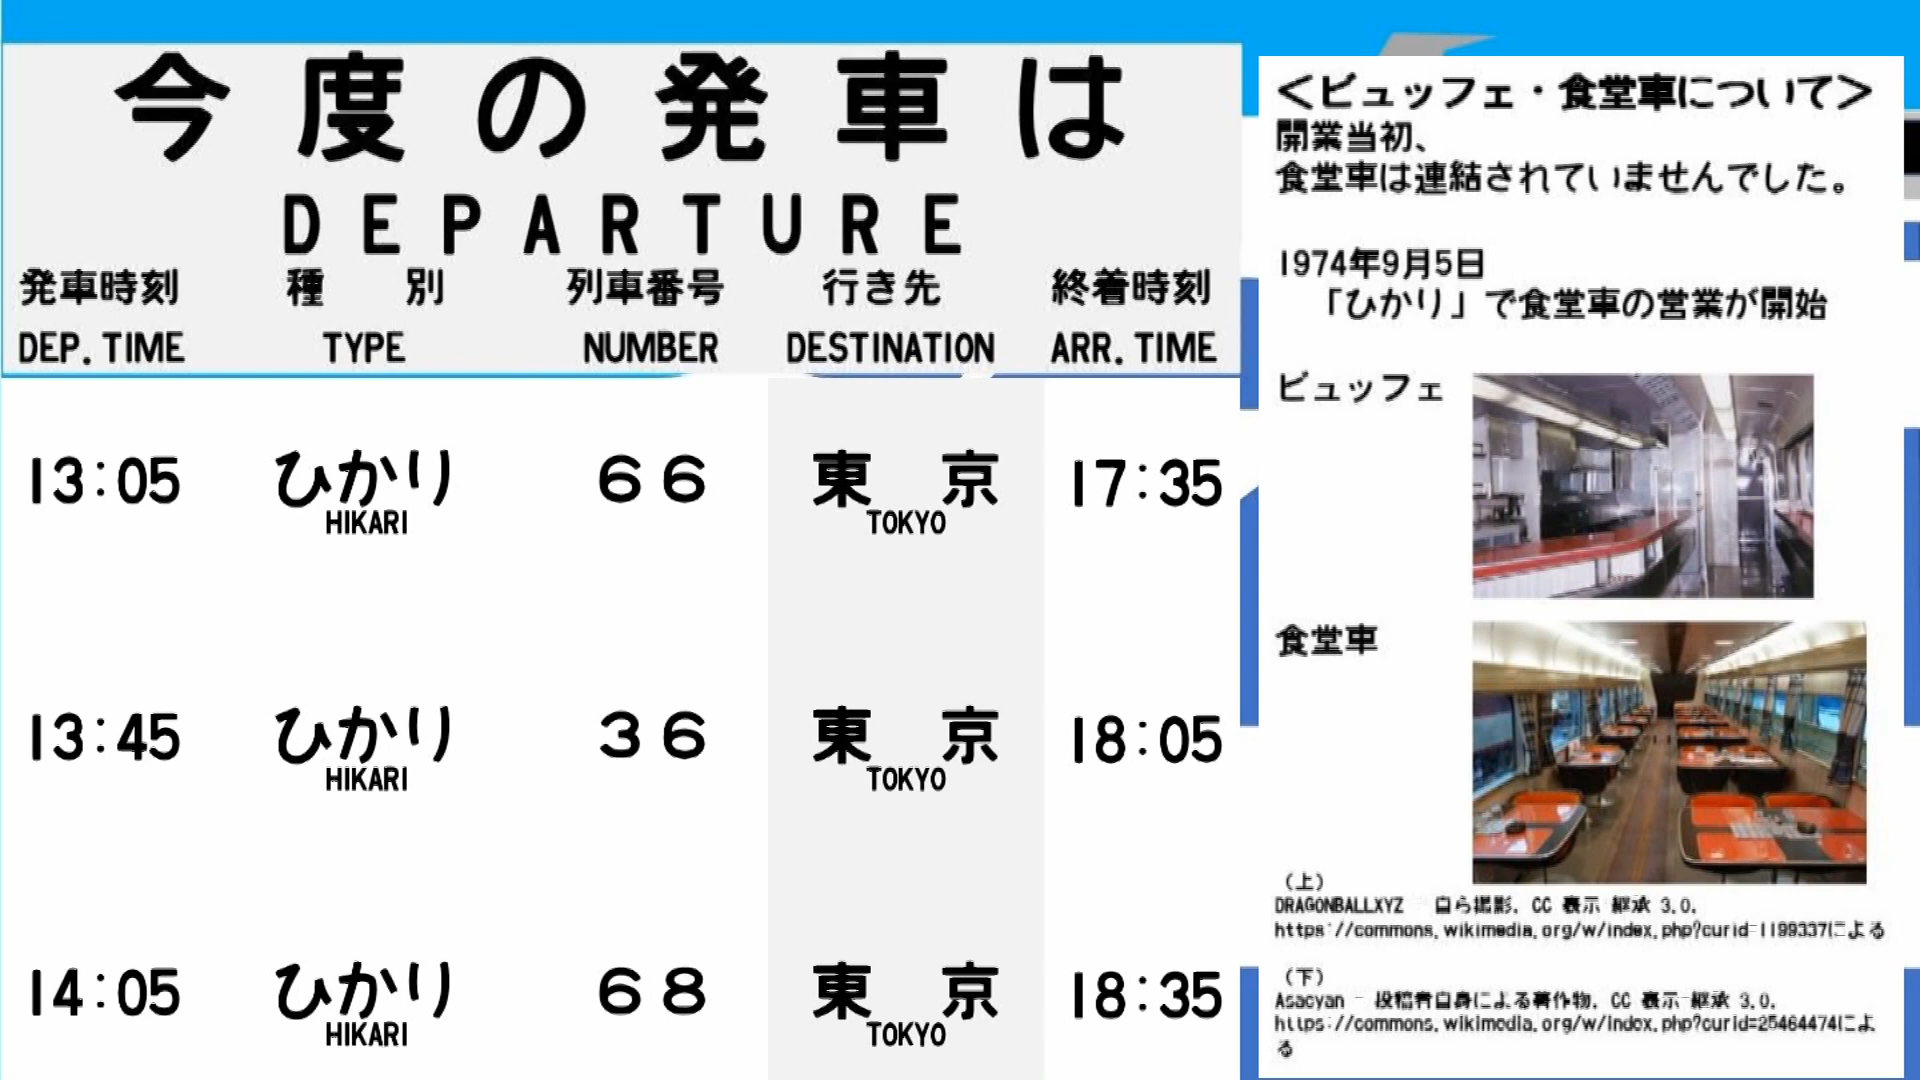 今度の発車は
DEPARTURE
発車時刻 種別 列車番号 行き先 終着時刻
DEP. TIME TYPE NUMBER DESTINATION ARR. TIME
13:05 ひかり 66 東京 17:35
HIKARI TOKYO
13:45 ひかり 36 東京 18:05
HIKARI TOKYO
14:05 ひかり 68 東京 18:35
HIKARI TOKYO
＜ビュッフェ・食堂車について＞
開業当初、
食堂車は連結されていませんでした。
1974年9月5日
「ひかり」で食堂車の営業が開始
ビュッフェ
食堂車
（上）
DRAGONBALLXYZ - 自ら撮影, CC 表示-継承 3.0,
https://commons.wikimedia.org/w/index.php?curid=1199337による
（下）
Asacyan - 投稿者自身による著作物, CC 表示-継承 3.0,
https://commons.wikimedia.org/w/index.php?curid=25464474によ
る